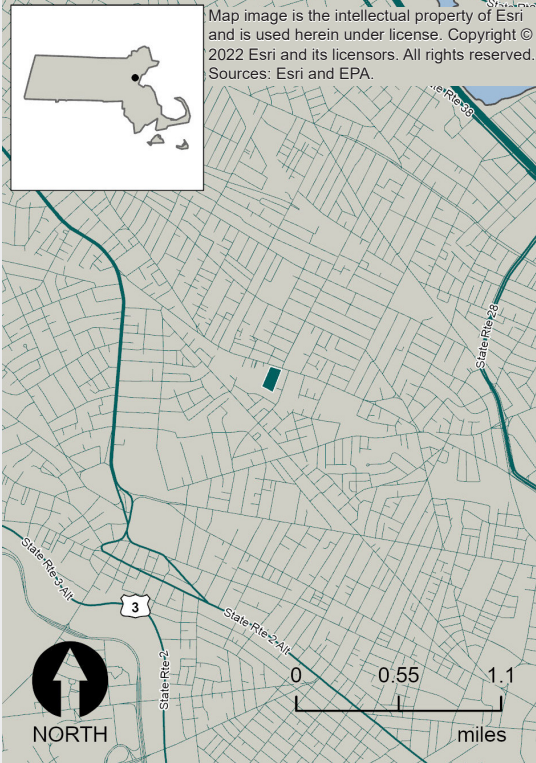 Map image is the intellectual property of Esri
and is used herein under license. Copyright ©
2022 Esri and its licensors. All rights reserved.
Sources: Esri and EPA.
Rte 38
State Rte 28
State Rte 3 Alt
3
State Rte 2 Alt
State Rte 2
0 0.55 1.1
NORTH
miles